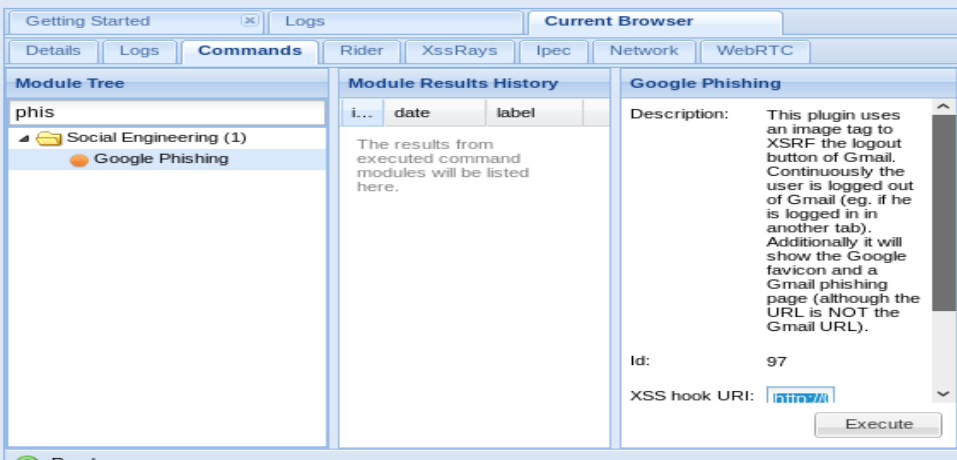 Getting Started
Logs
Current Browser
Details
Logs
Commands
Rider
XssRays
Ipec
Network
WebRTC
Module Tree
phis
Social Engineering (1)
Google Phishing
Module Results History
i...
date
label
The results from
executed command
modules will be listed
here.
Google Phishing
Description:
This plugin uses
an image tag to
XSRF the logout
button of Gmail.
Continuously the
user is logged out
of Gmail (eg. if he
is logged in in
another tab).
Additionally it will
show the Google
favicon and a
Gmail phishing
page (although the
URL is NOT the
Gmail URL).
Id:
97
XSS hook URI:
Execute